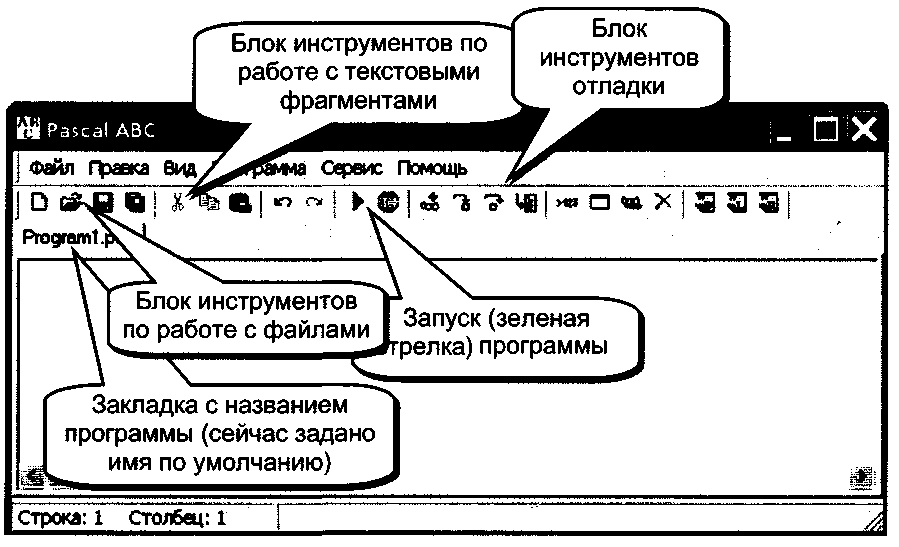 Блок инструментов по
работе с текстовыми
фрагментами
Блок
инструментов
отладки
Pascal ABC
Файл Правка Вид Сервис Помощь
Program1.p
Блок инструментов
по работе с файлами
Запуск (зеленая
стрелка) программы
Закладка с названием
программы (сейчас задано
имя по умолчанию)
Строка: 1 Столбец: 1